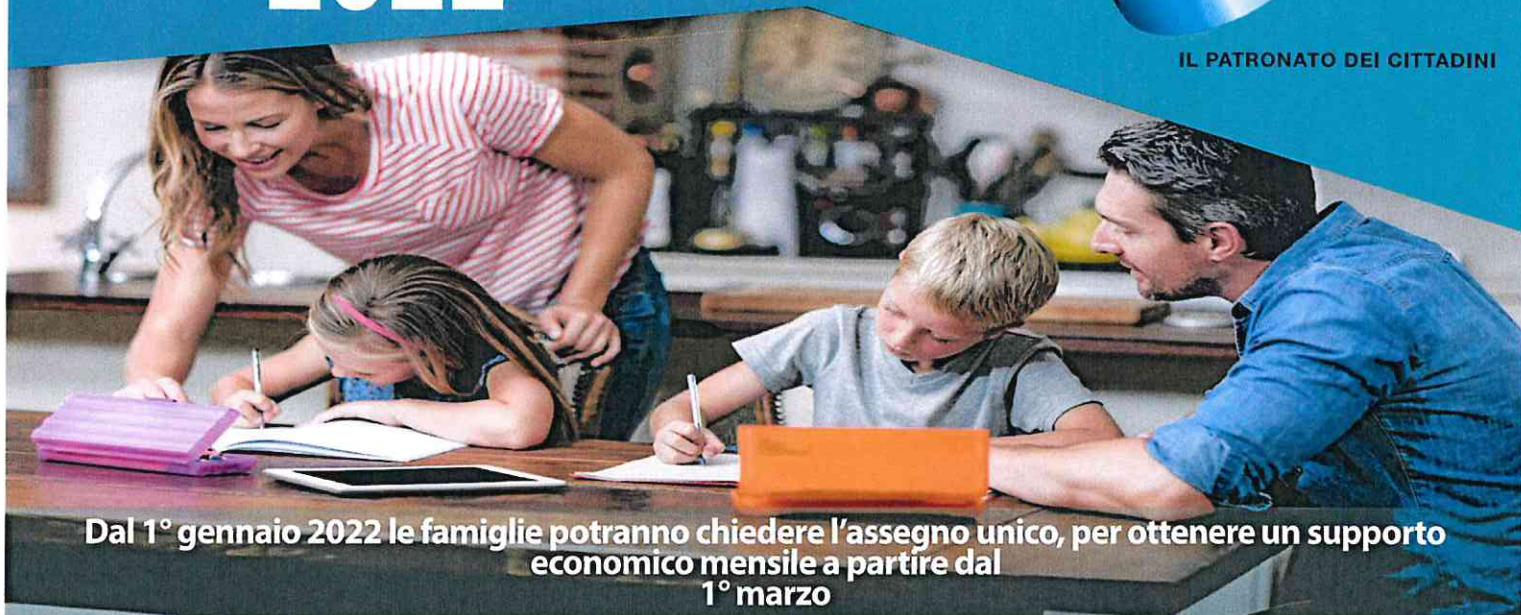 2022
IL PATRONATO DEI CITTADINI
Dal 1° gennaio 2022 le famiglie potranno chiedere l’assegno unico, per ottenere un supporto
economico mensile a partire dal
1° marzo